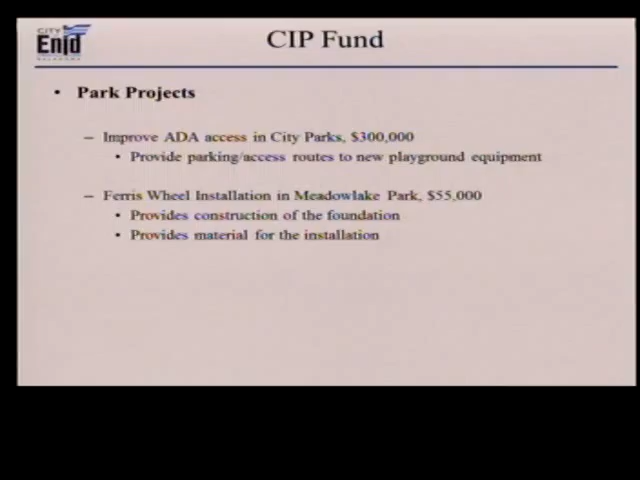 CITY
Enid
OKLAHOMA
CIP Fund
• Park Projects
– Improve ADA access in City Parks, $300,000
• Provide parking/access routes to new playground equipment
– Ferris Wheel Installation in Meadowlake Park, $55,000
• Provides construction of the foundation
• Provides material for the installation